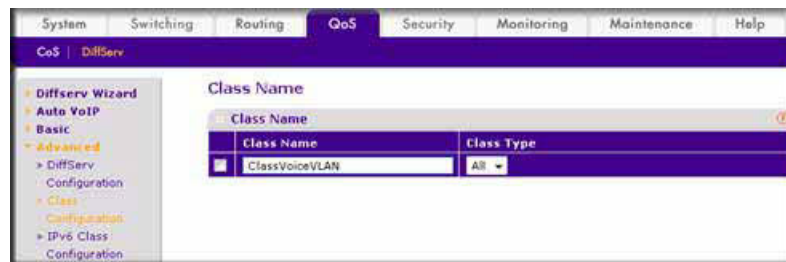 System Switching Routing QoS Security Monitoring Maintenance Help
CoS | DiffServ
Diffserv Wizard
Auto VoIP
Basic
Advanced
» DiffServ
Configuration
» Class
Configuration
» IPv6 Class
Configuration
Class Name
Class Name
Class Name Class Type
ClassVoiceVLAN All